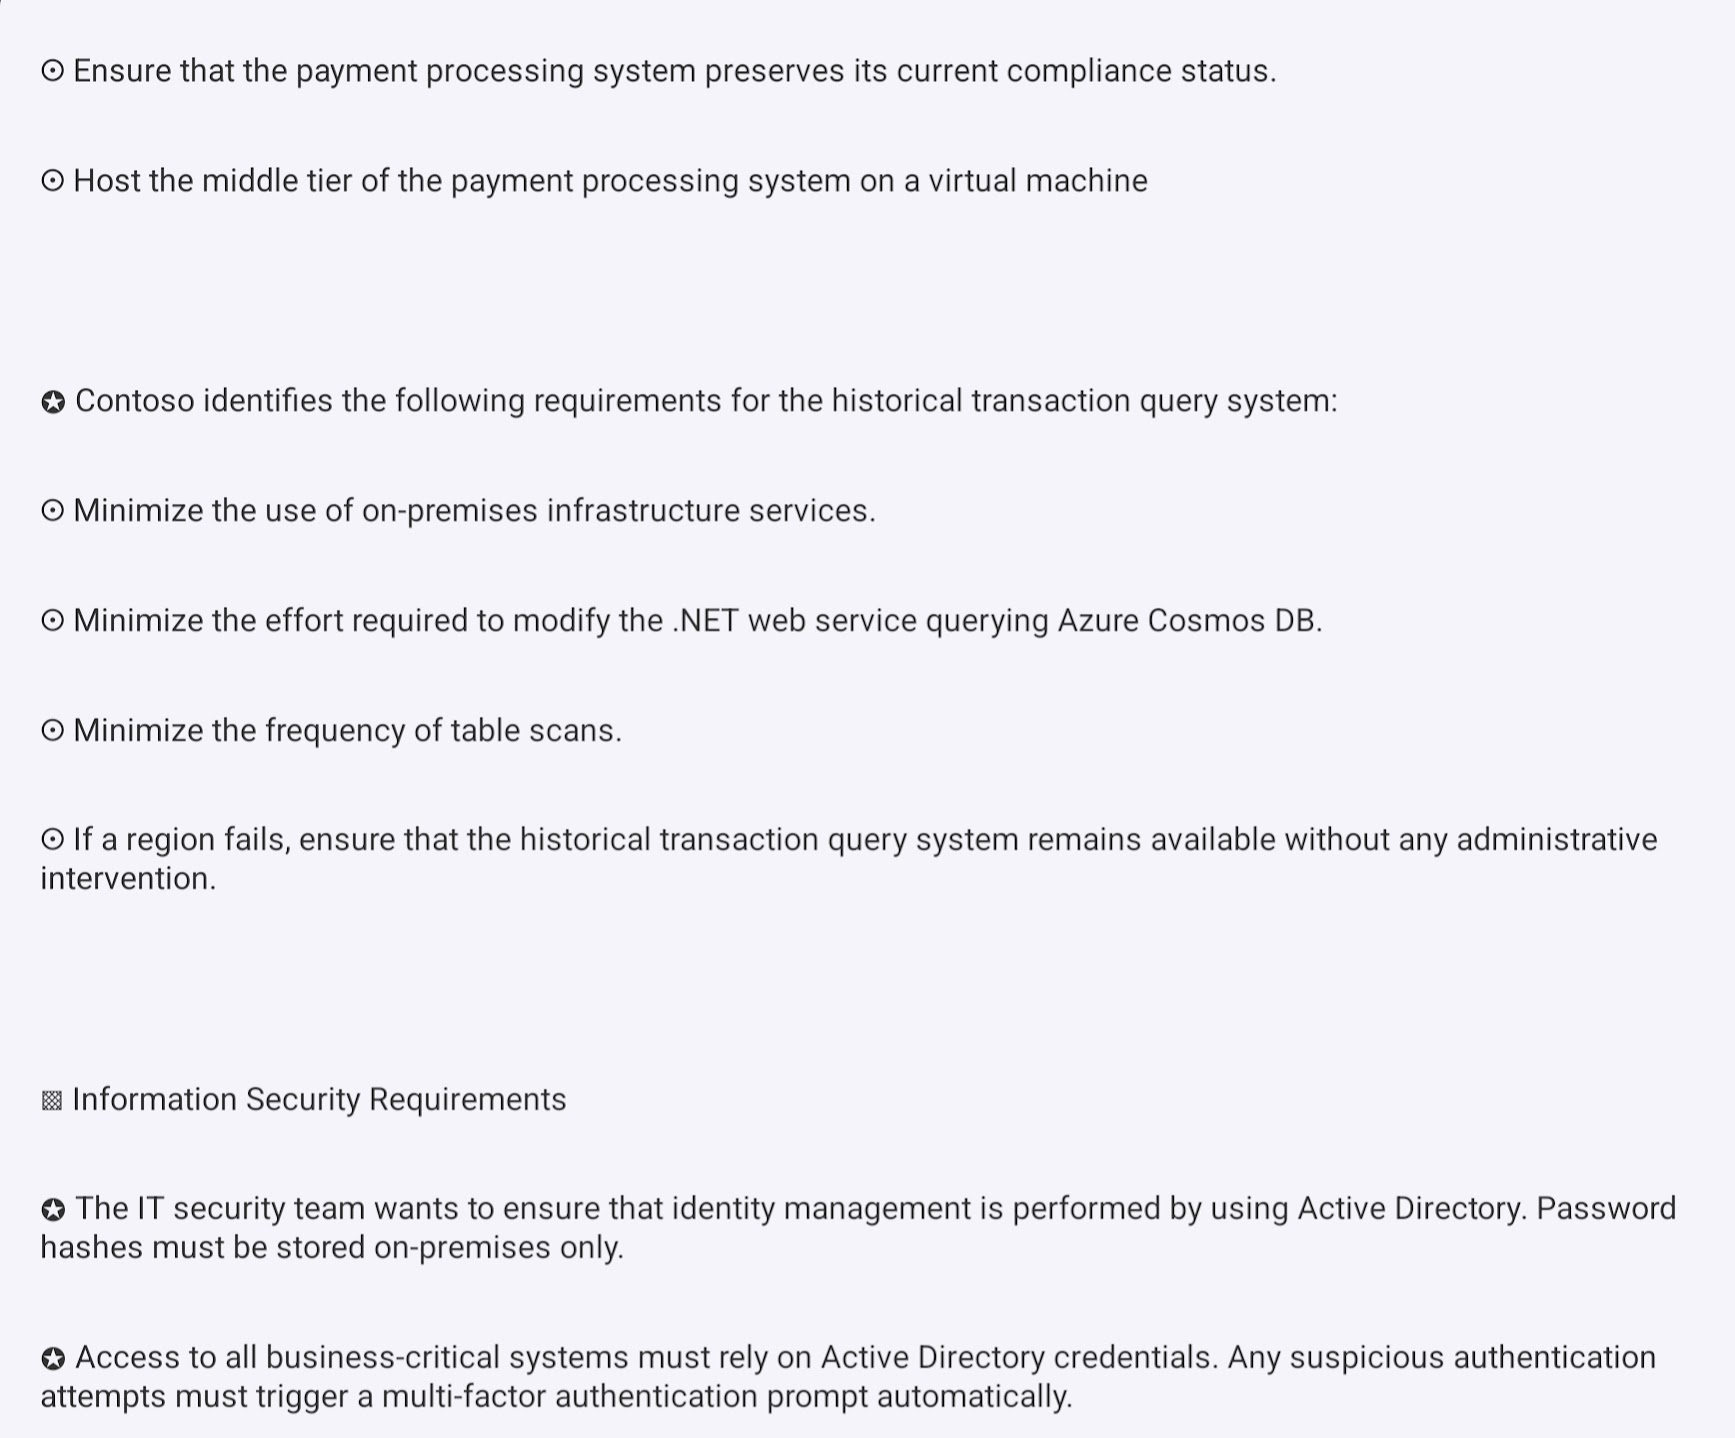 ⊙ Ensure that the payment processing system preserves its current compliance status.
⊙ Host the middle tier of the payment processing system on a virtual machine
✪ Contoso identifies the following requirements for the historical transaction query system:
⊙ Minimize the use of on-premises infrastructure services.
⊙ Minimize the effort required to modify the .NET web service querying Azure Cosmos DB.
⊙ Minimize the frequency of table scans.
⊙ If a region fails, ensure that the historical transaction query system remains available without any administrative
intervention.
▩ Information Security Requirements
✪ The IT security team wants to ensure that identity management is performed by using Active Directory. Password
hashes must be stored on-premises only.
✪ Access to all business-critical systems must rely on Active Directory credentials. Any suspicious authentication
attempts must trigger a multi-factor authentication prompt automatically.